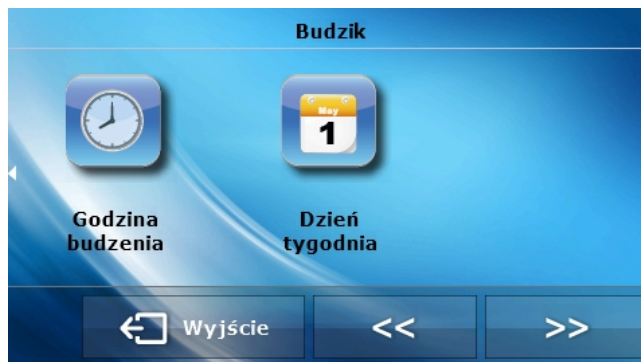 Budzik
May
1
Godzina
budzenia
Dzień
tygodnia
Wyjście
<<
>>